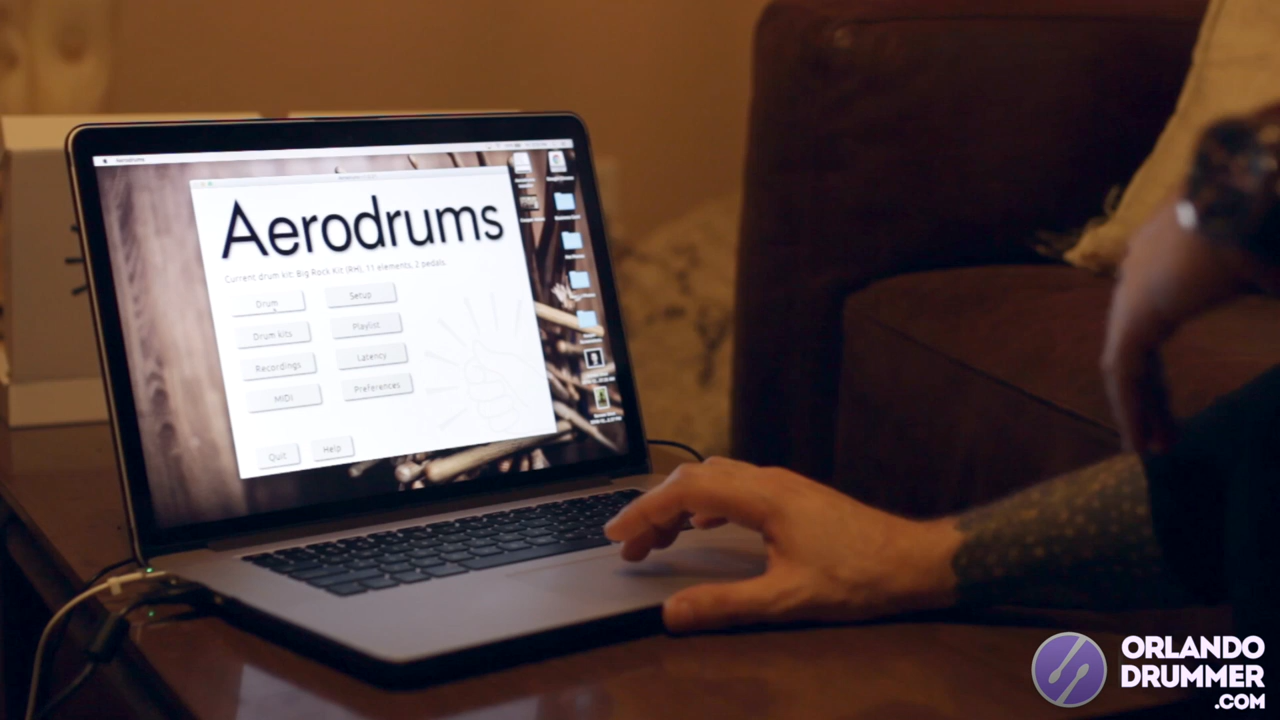 Aerodrums
Aerodrums
Current drum kit: Big Rock Kit (RH), 11 elements, 2 pedals.
Drum
Setup
Drum kits
Playlist
Recordings
Latency
MIDI
Preferences
Quit
Help
ORLANDO
DRUMMER
.COM